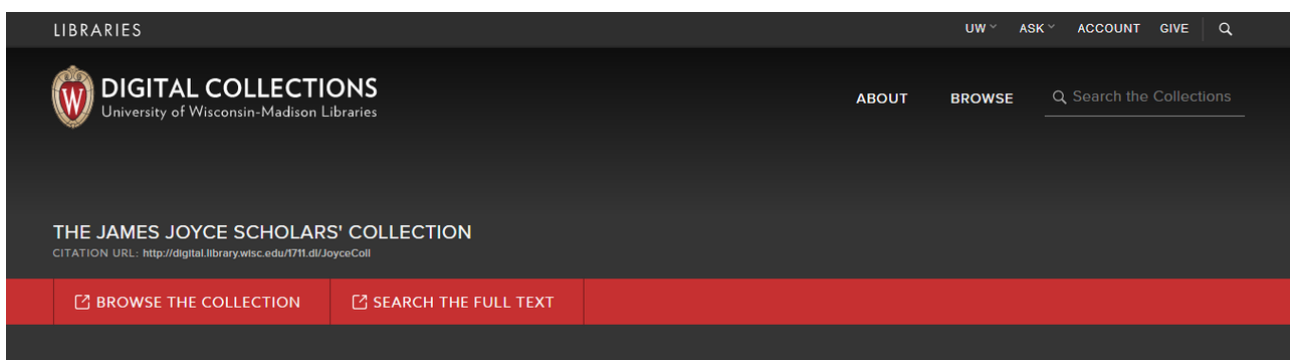 LIBRARIES
UW ASK ACCOUNT GIVE
DIGITAL COLLECTIONS
University of Wisconsin-Madison Libraries
ABOUT BROWSE Search the Collections
THE JAMES JOYCE SCHOLARS' COLLECTION
CITATION URL: http://digital.library.wisc.edu/1711.dl/JoyceColl
BROWSE THE COLLECTION SEARCH THE FULL TEXT